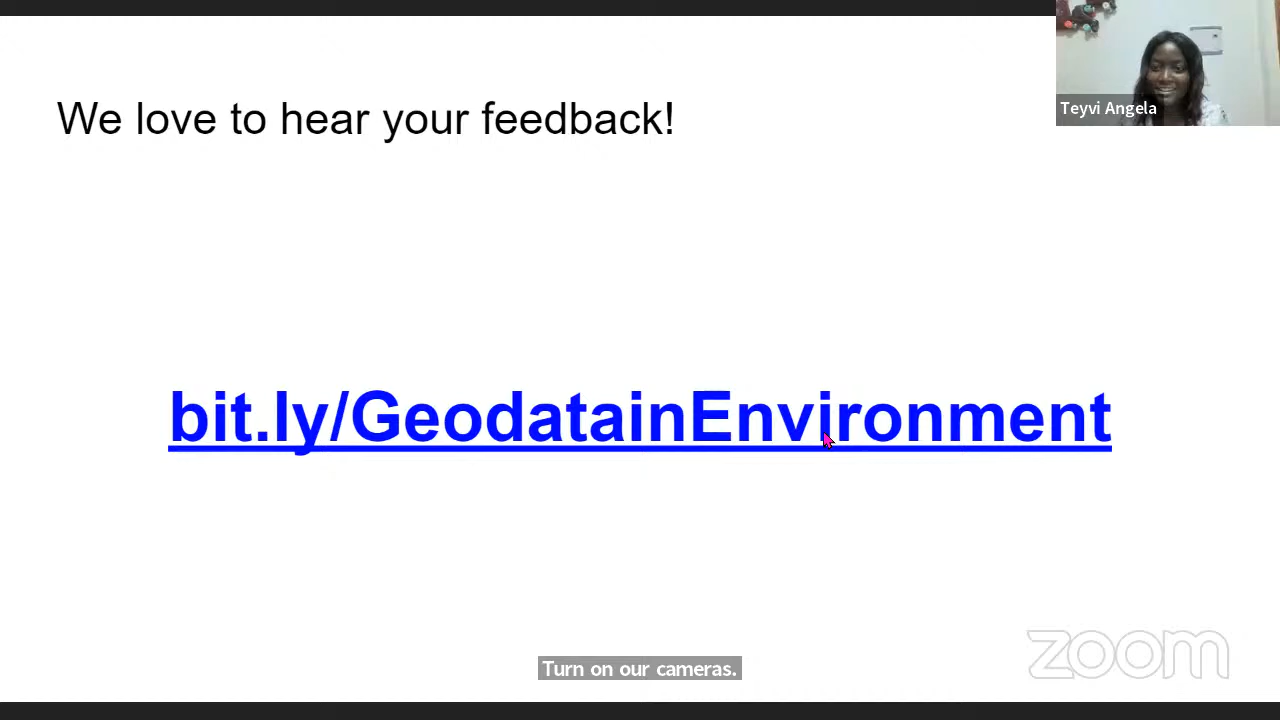 We love to hear your feedback!
Teyvi Angela
bit.ly/GeodatainEnvironment
Turn on our cameras.
zoom